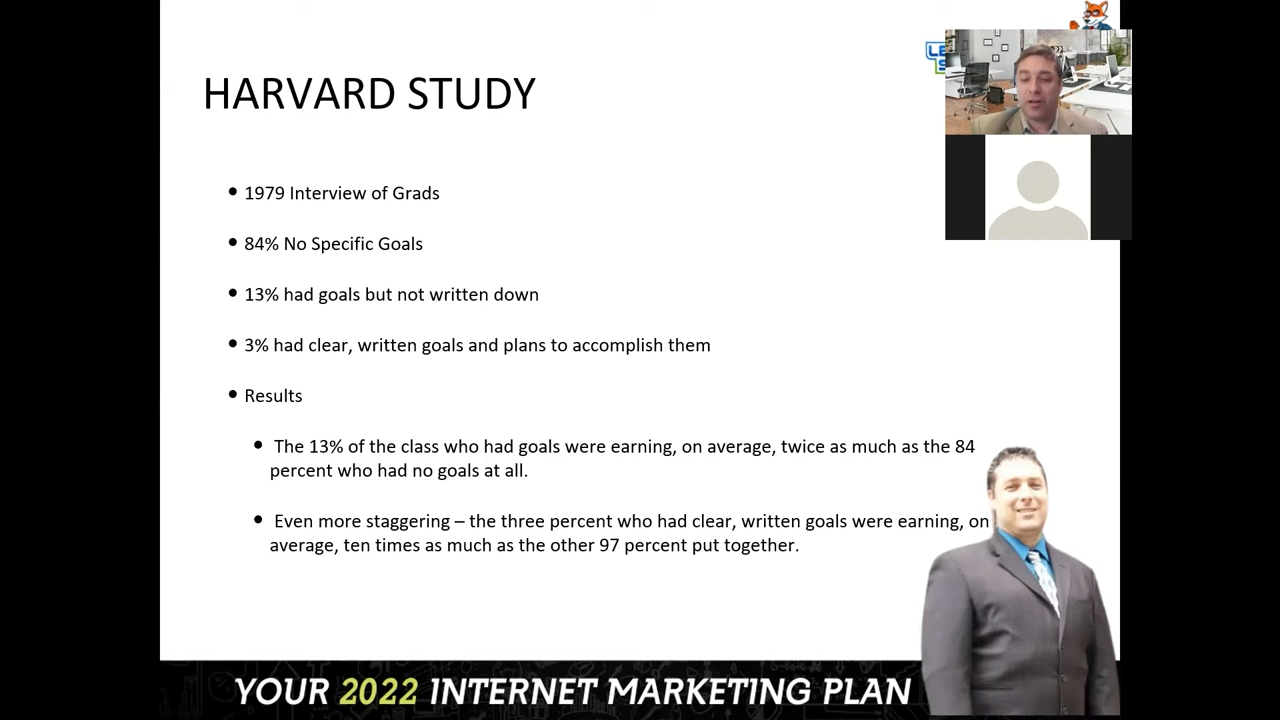 HARVARD STUDY
• 1979 Interview of Grads
• 84% No Specific Goals
• 13% had goals but not written down
• 3% had clear, written goals and plans to accomplish them
• Results
• The 13% of the class who had goals were earning, on average, twice as much as the 84
percent who had no goals at all.
• Even more staggering – the three percent who had clear, written goals were earning, on
average, ten times as much as the other 97 percent put together.
YOUR 2022 INTERNET MARKETING PLAN